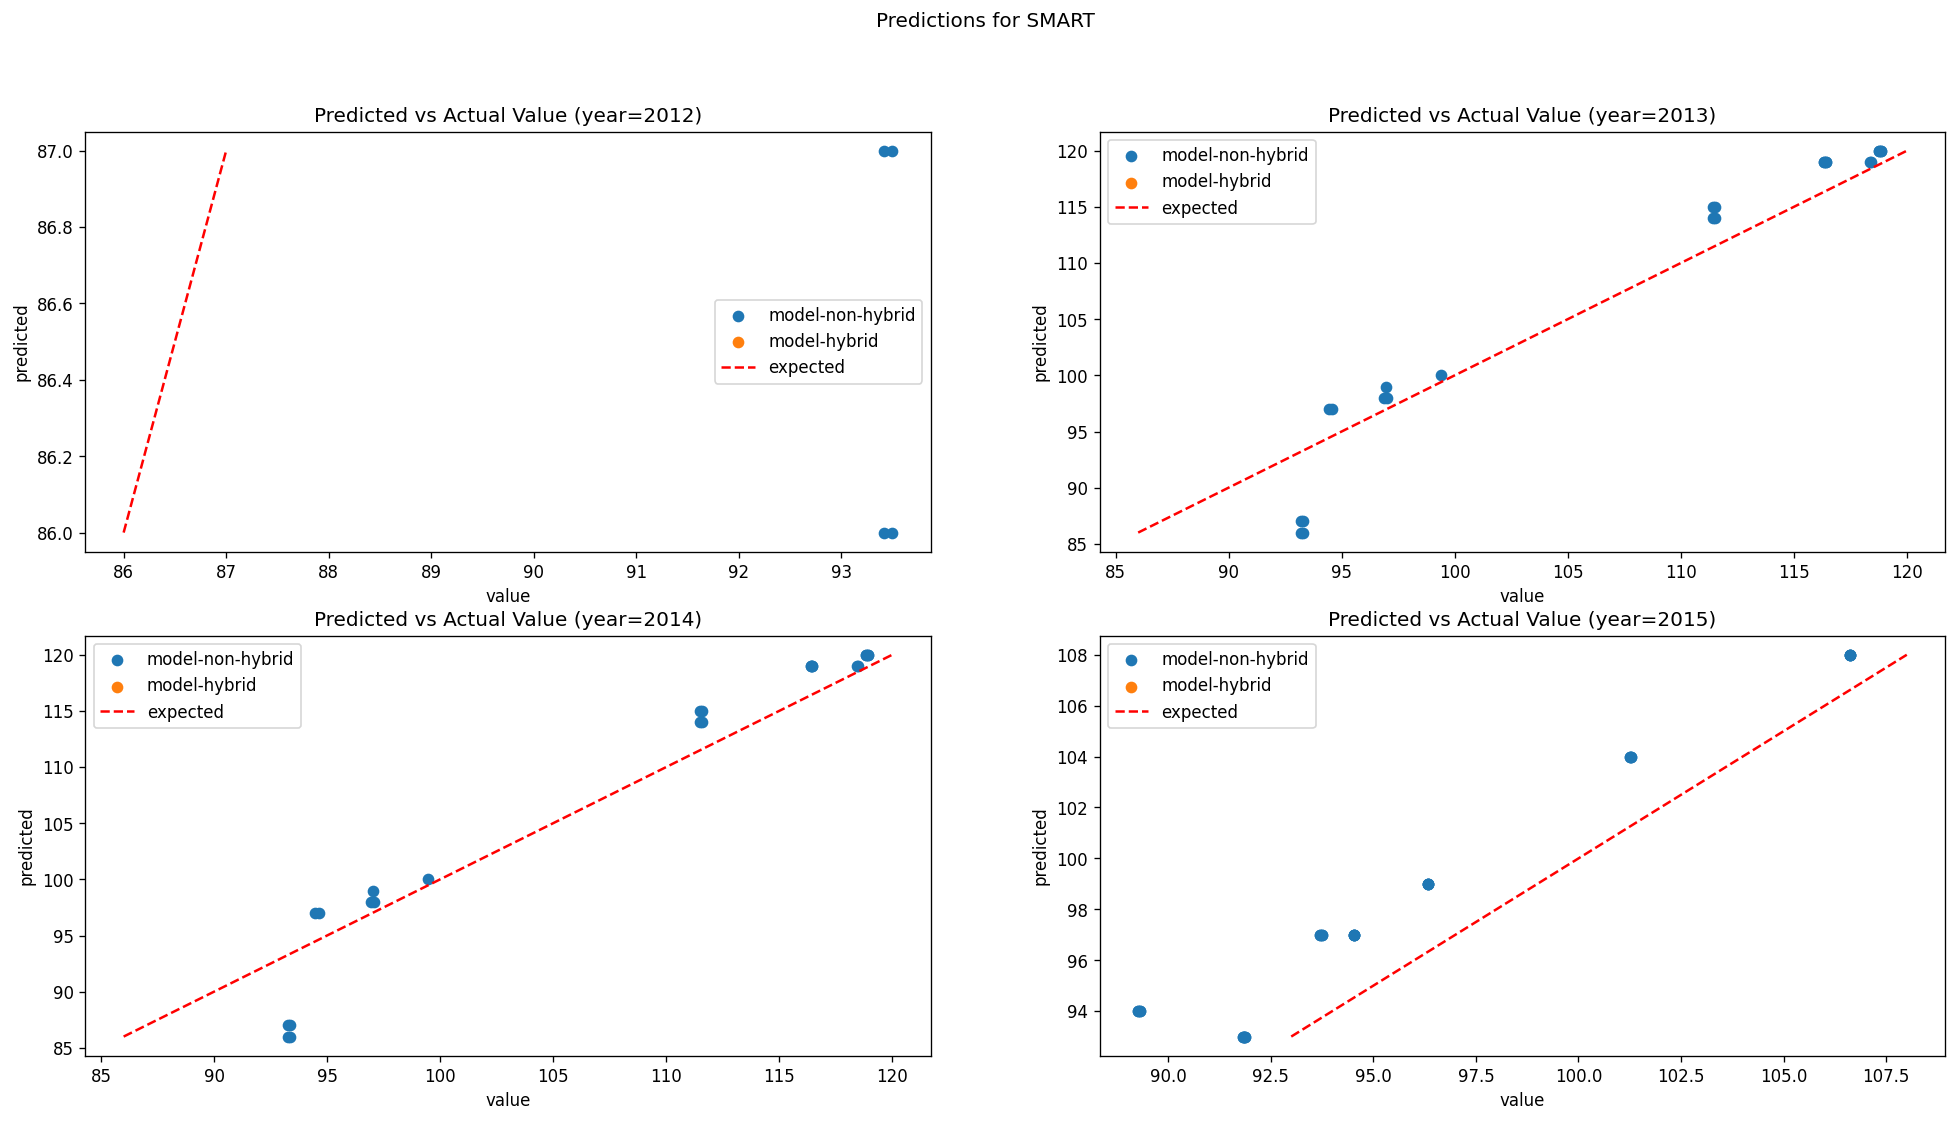 Predictions for SMART
Predicted vs Actual Value (year=2012)
87.0
86.8
86.6
86.4
86.2
86.0
predicted
model-non-hybrid
model-hybrid
expected
86 87 88 89 90 91 92 93
value
Predicted vs Actual Value (year=2013)
120
115
110
105
100
95
90
85
predicted
model-non-hybrid
model-hybrid
expected
85 90 95 100 105 110 115 120
value
Predicted vs Actual Value (year=2014)
120
115
110
105
100
95
90
85
predicted
model-non-hybrid
model-hybrid
expected
85 90 95 100 105 110 115 120
value
Predicted vs Actual Value (year=2015)
108
106
104
102
100
98
96
94
predicted
model-non-hybrid
model-hybrid
expected
90.0 92.5 95.0 97.5 100.0 102.5 105.0 107.5
value